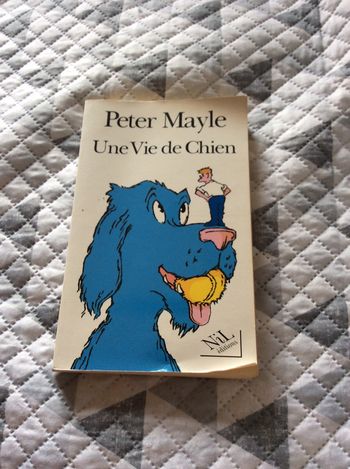 Peter Mayle
Une Vie de Chien
NiL
éditions